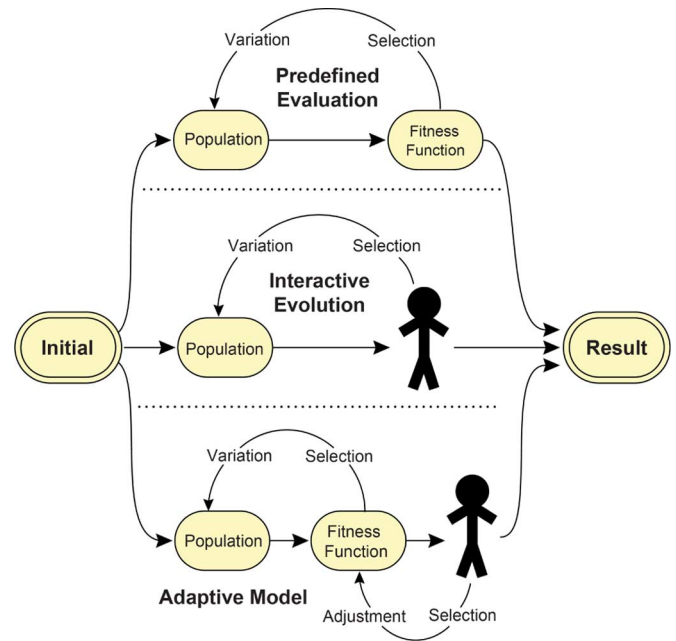 Variation
Selection
Predefined
Evaluation
Population
Fitness
Function
Variation
Selection
Interactive
Evolution
Initial
Population
Result
Variation
Selection
Population
Fitness
Function
Adaptive Model
Adjustment
Selection